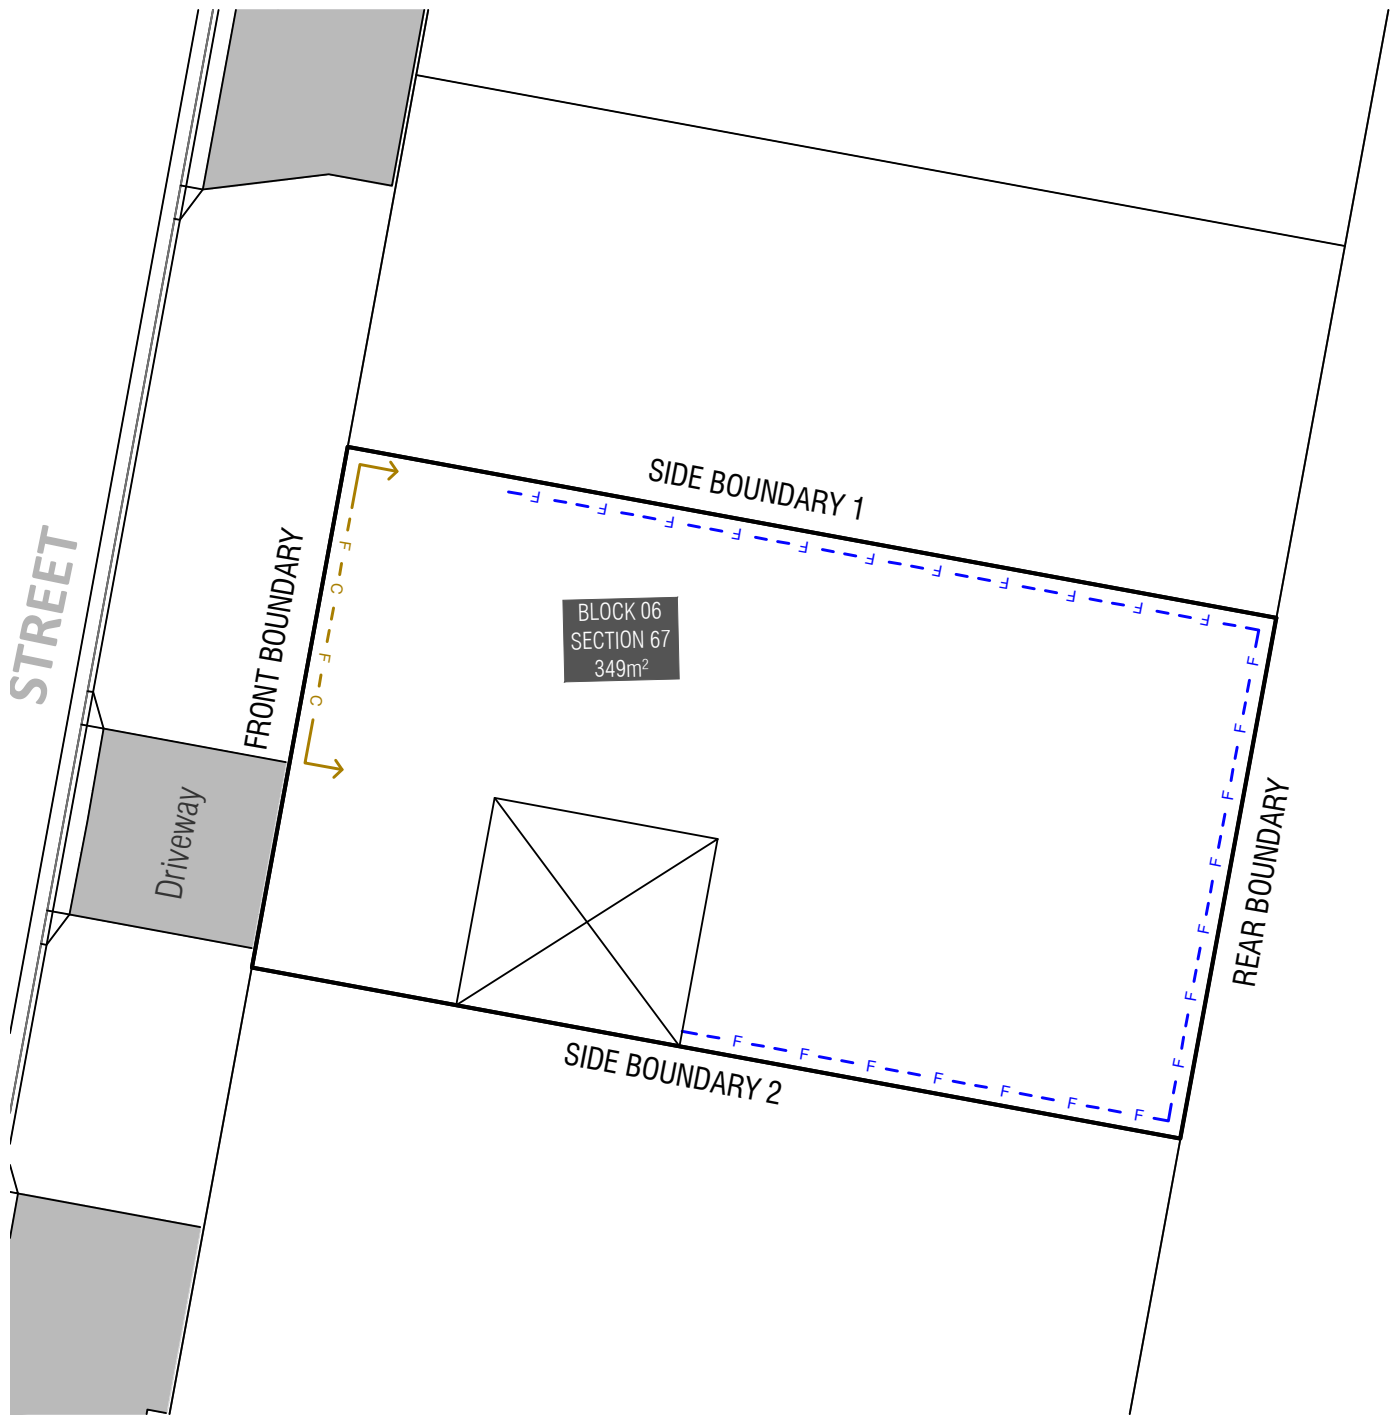 SIDE BOUNDARY 1
F F F F F F F F F F F
STREET
FRONT BOUNDARY
F
C
F
C
BLOCK 06
SECTION 67
349m²
F
F
F
F
F
F
F
Driveway
REAR BOUNDARY
F F F F F F F
SIDE BOUNDARY 2